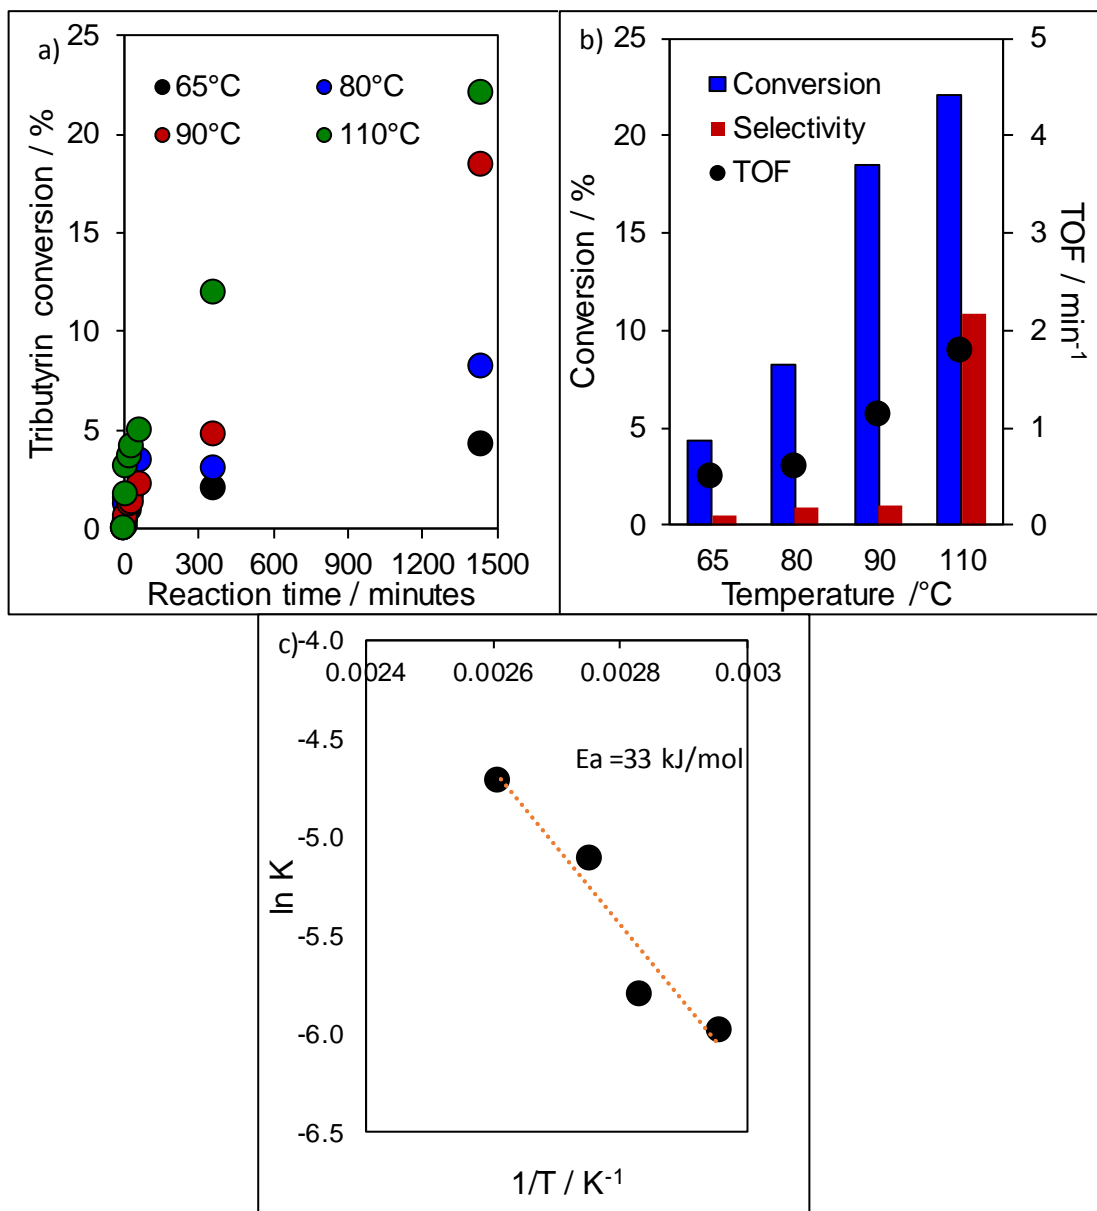 a)
25
20
15
10
5
0
Tributyrin conversion / %
65°C
80°C
90°C
110°C
0 300 600 900 1200 1500
Reaction time / minutes
b)
25
20
15
10
5
0
Conversion / %
Conversion
Selectivity
TOF
5
4
3
2
1
0
TOF / min-1
65 80 90 110
Temperature /°C
c)
-4.0
0.0024 0.0026 0.0028 0.003
-4.5
-5.0
-5.5
-6.0
-6.5
ln K
Ea =33 kJ/mol
1/T / K-1